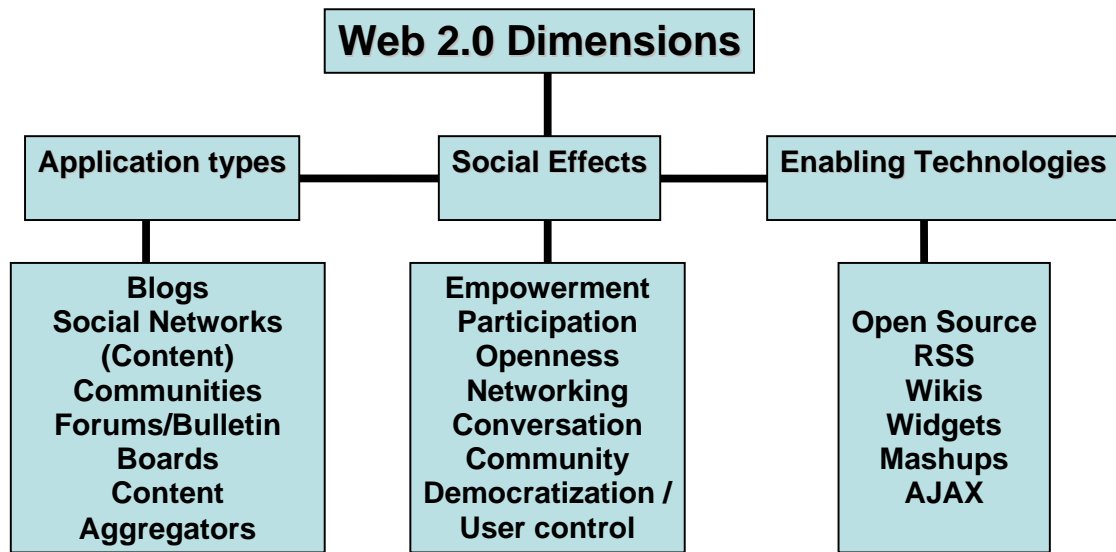 Web 2.0 Dimensions
Application types
Social Effects
Enabling Technologies
Blogs
Social Networks
(Content)
Communities
Forums/Bulletin
Boards
Content
Aggregators
Empowerment
Participation
Openness
Networking
Conversation
Community
Democratization /
User control
Open Source
RSS
Wikis
Widgets
Mashups
AJAX